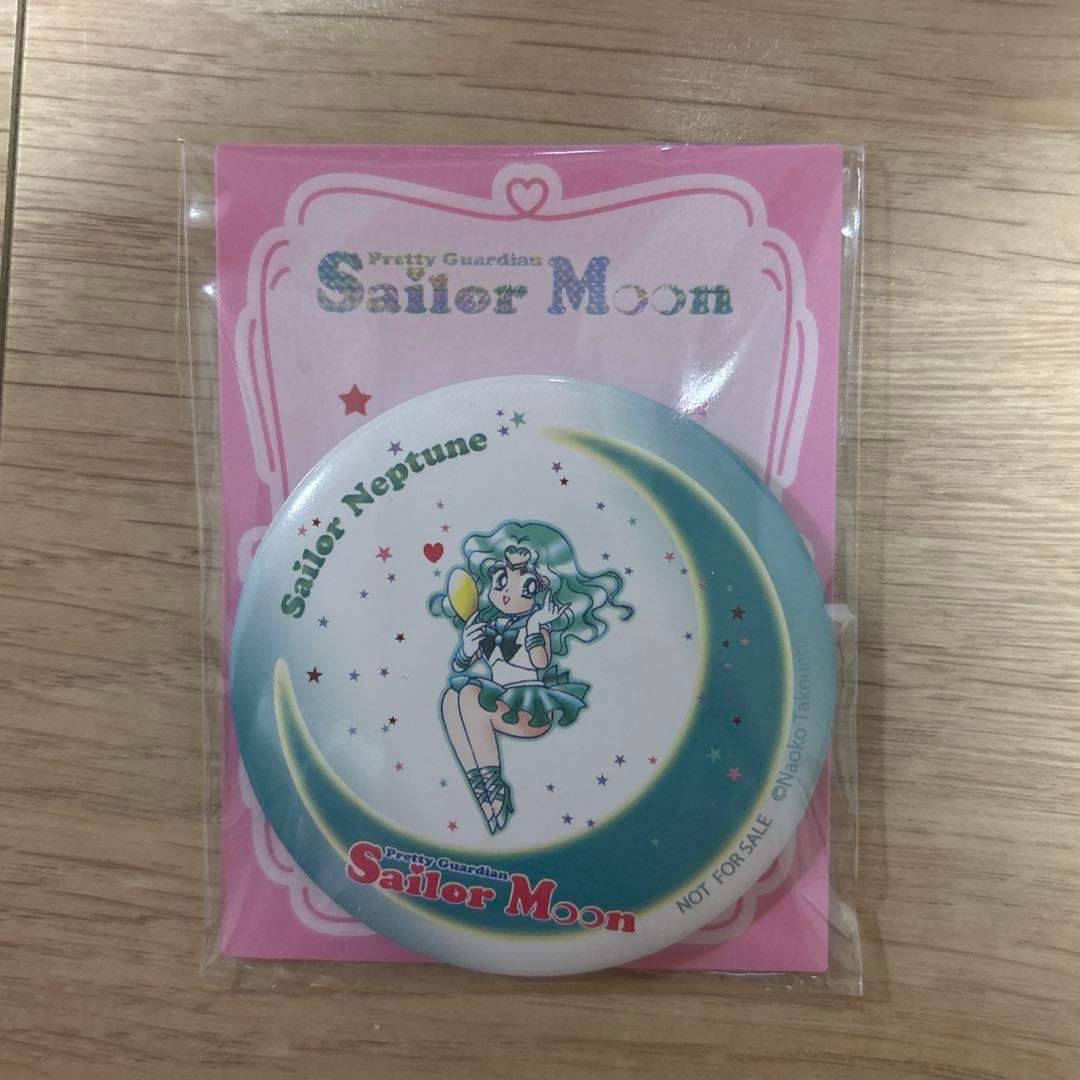 Pretty Guardian
Sailor Moon
Sailor Neptune
Pretty Guardian
Sailor Moon
NOT FOR SALE ©Naoko Takeuchi